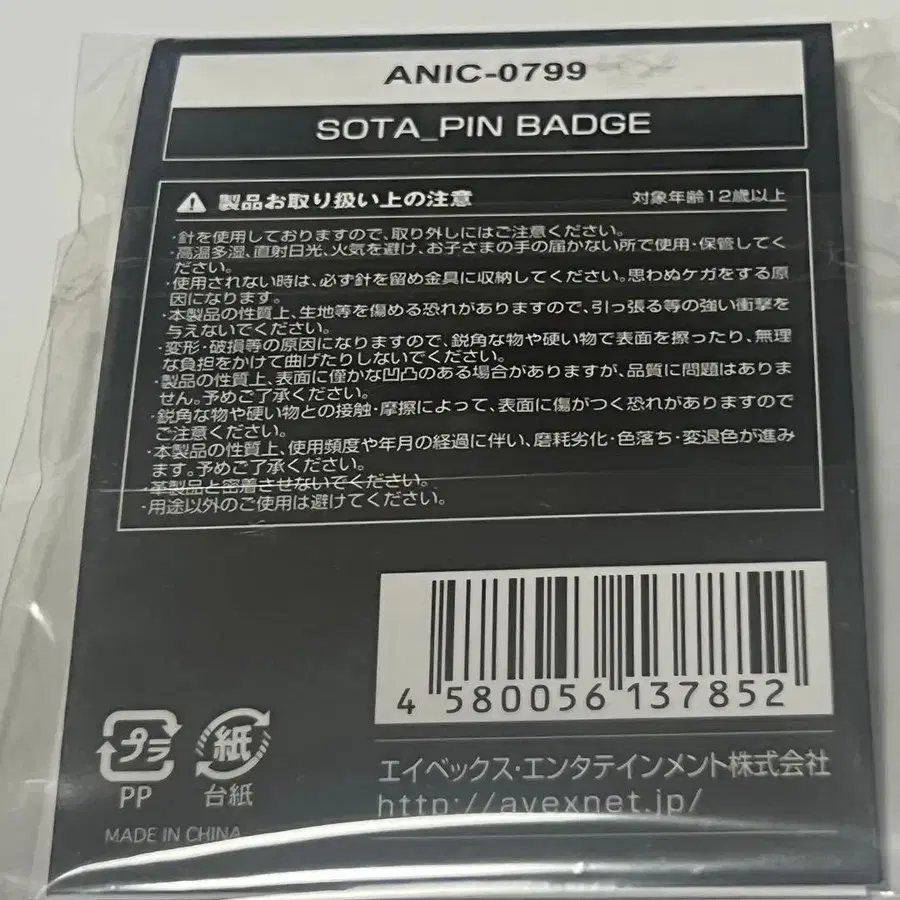 ANIC-0799
SOTA_PIN BADGE
製品お取り扱い上の注意
対象年齢12歳以上
・針を使用しておりますので、取り外しにはご注意ください。
・高温多湿、直射日光、火気を避け、お子さまの手の届かない所で使用・保管してく
ださい。
・使用されない時は、必ず針を留め金具に収納してください。思わぬケガをする原
因になります。
・本製品の性質上、生地等を傷める恐れがありますので、引っ張る等の強い衝撃を
与えないでください。
・変形・破損等の原因になりますので、鋭角な物や硬い物で表面を擦ったり、無理
な負担をかけて曲げたりしないでください。
・製品の性質上、表面に僅かな凹凸のある場合がありますが、品質に問題はありま
せん。予めご了承ください。
・鋭角な物や硬い物との接触・摩擦によって、表面に傷がつく恐れがありますので
ご注意ください。
・本製品の性質上、使用頻度や年月の経過に伴い、磨耗劣化・色落ち・変退色が進み
ます。予めご了承ください。
・革製品と密着させないでください。
・用途以外のご使用は避けてください。
4 580056 137852
プラ
PP
紙
台紙
エイベックス・エンタテインメント株式会社
http://avexnet.jp/
MADE IN CHINA